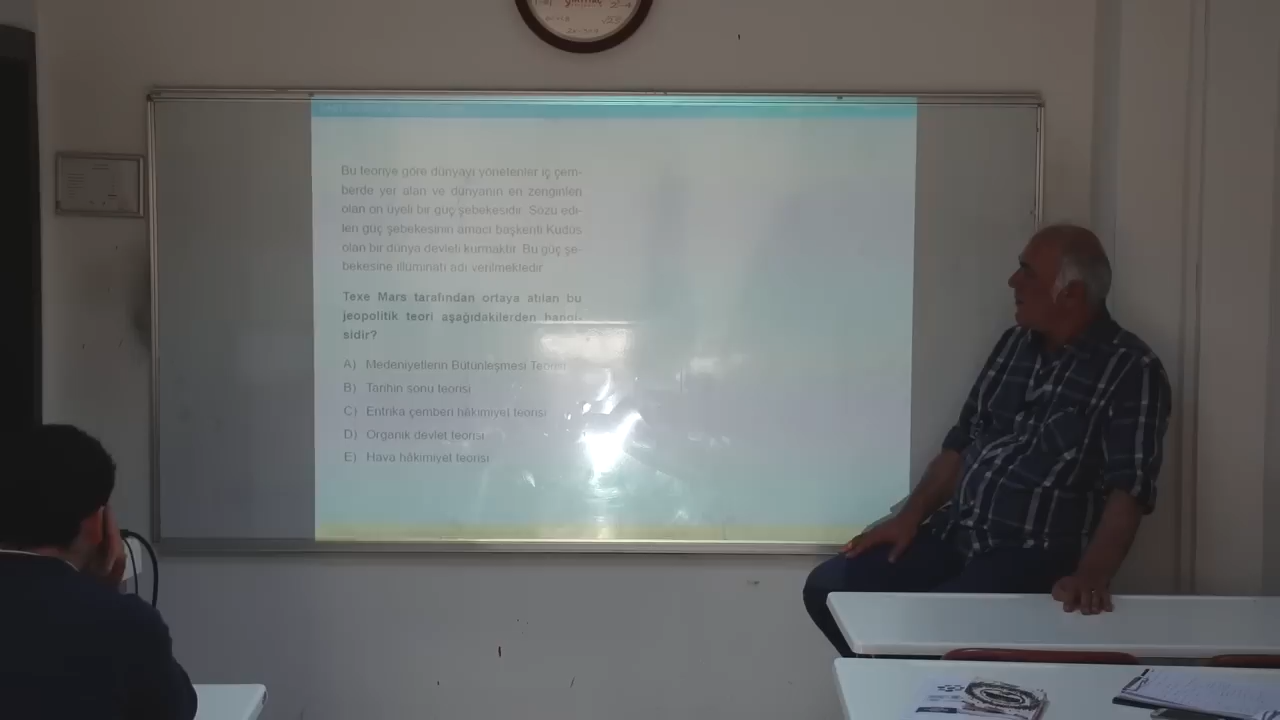 Bu teoriye göre dünyayı yönetenler iç çem-
berde yer alan ve dünyanın en zenginleri
olan on üyeli bir güç şebekesidir. Sözü edi-
len güç şebekesinin amacı başkenti Kudüs
olan bir dünya devleti kurmaktır. Bu güç şe-
bekesine illüminati adı verilmektedir.
Texe Mars tarafından ortaya atılan bu
jeopolitik teori aşağıdakilerden hangi-
sidir?
A) Medeniyetlerin Bütünleşmesi Teorisi
B) Tarihin sonu teorisi
C) Entrika çemberi hâkimiyet teorisi
D) Organik devlet teorisi
E) Hava hâkimiyet teorisi